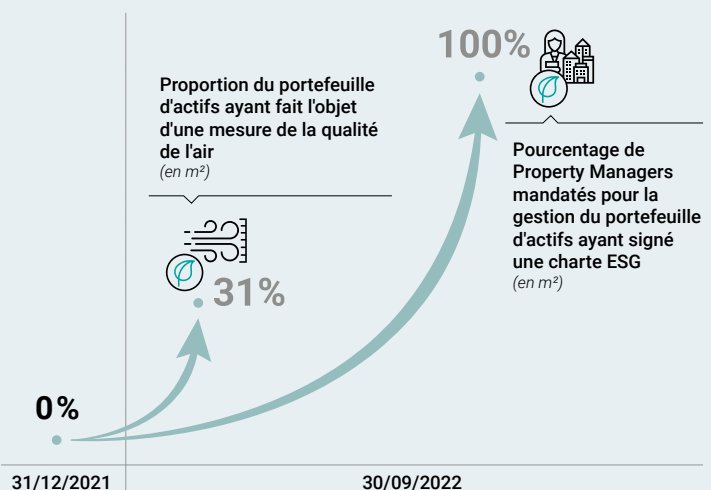 100%
Proportion du portefeuille
d'actifs ayant fait l'objet
d'une mesure de la qualité
de l'air
(en m²)
Pourcentage de
Property Managers
mandatés pour la
gestion du portefeuille
d'actifs ayant signé
une charte ESG
(en m²)
31%
0%
31/12/2021
30/09/2022